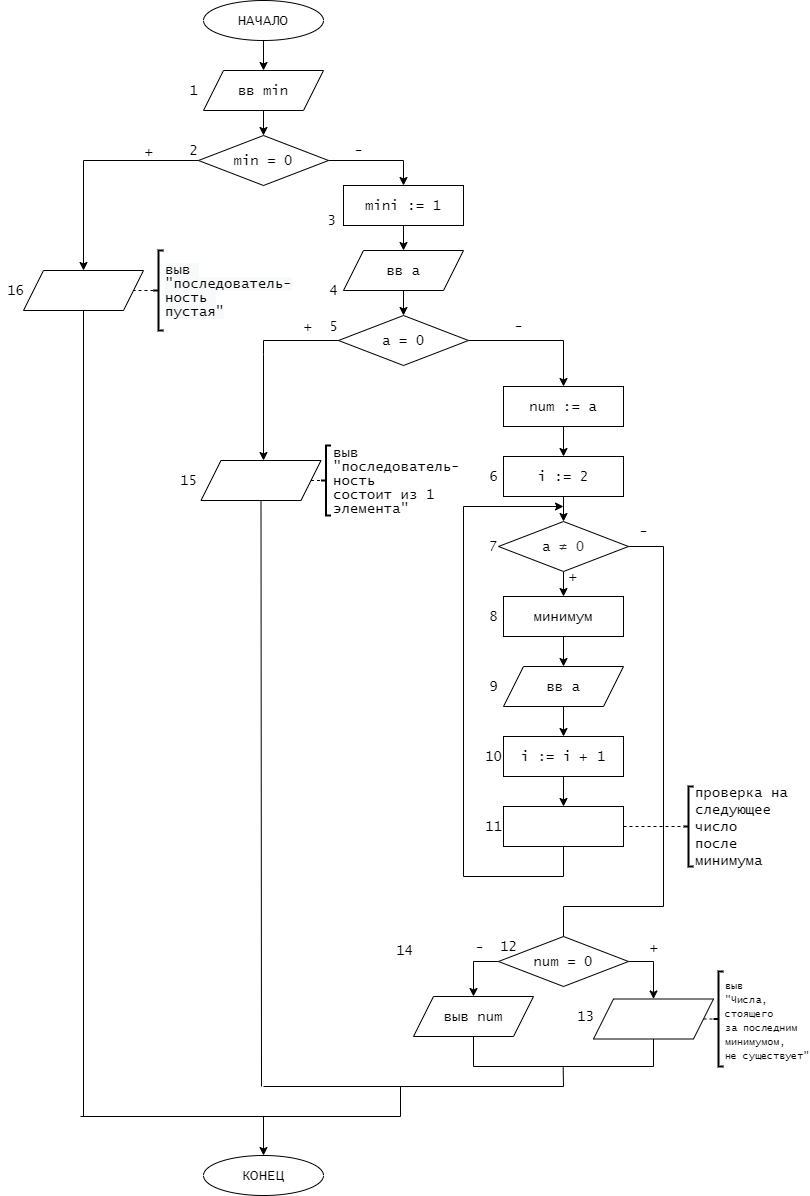 НАЧАЛО
1
вв min
2
min = 0
+
-
mini := 1
3
вв a
4
16
выв
"последователь-
ность
пустая"
5
a = 0
+
-
num := a
15
выв
"последователь-
ность
состоит из 1
элемента"
6
i := 2
7
a ≠ 0
-
+
8
минимум
9
вв a
10
i := i + 1
11
проверка на
следующее
число
после
минимума
14
-
12
num = 0
+
выв num
13
выв
"Числа,
стоящего
за последним
минимумом,
не существует"
КОНЕЦ